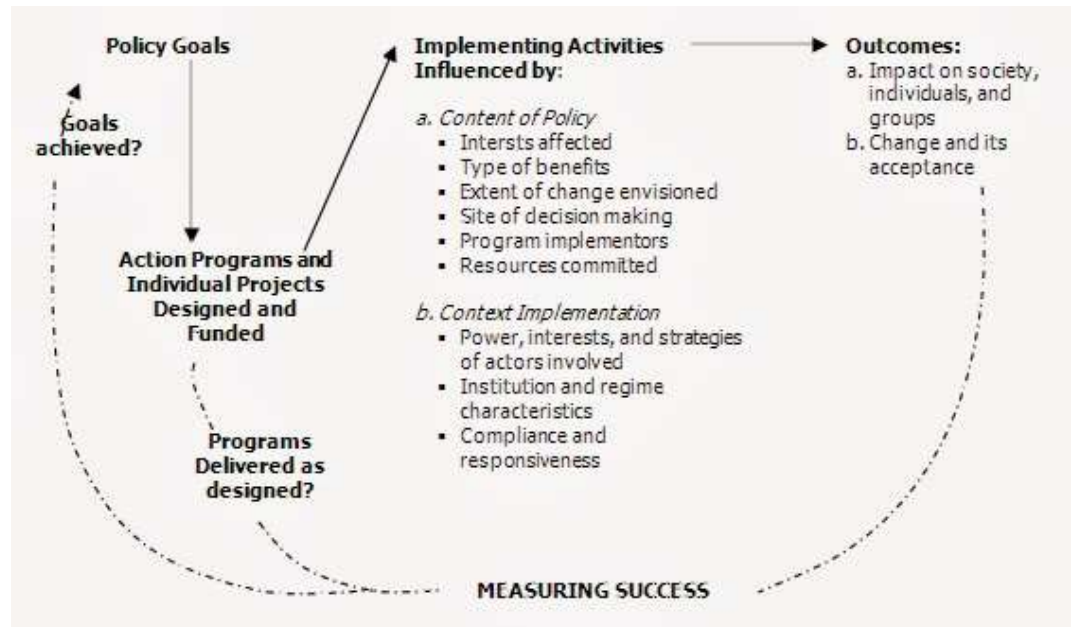 Policy Goals
Goals
achieved?
Action Programs and
Individual Projects
Designed and
Funded
Programs
Delivered as
designed?
Implementing Activities
Influenced by:
a. Content of Policy
▪ Intersts affected
▪ Type of benefits
▪ Extent of change envisioned
▪ Site of decision making
▪ Program implementors
▪ Resources committed
b. Context Implementation
▪ Power, interests, and strategies
of actors involved
▪ Institution and regime
characteristics
▪ Compliance and
responsiveness
Outcomes:
a. Impact on society,
individuals, and
groups
b. Change and its
acceptance
MEASURING SUCCESS